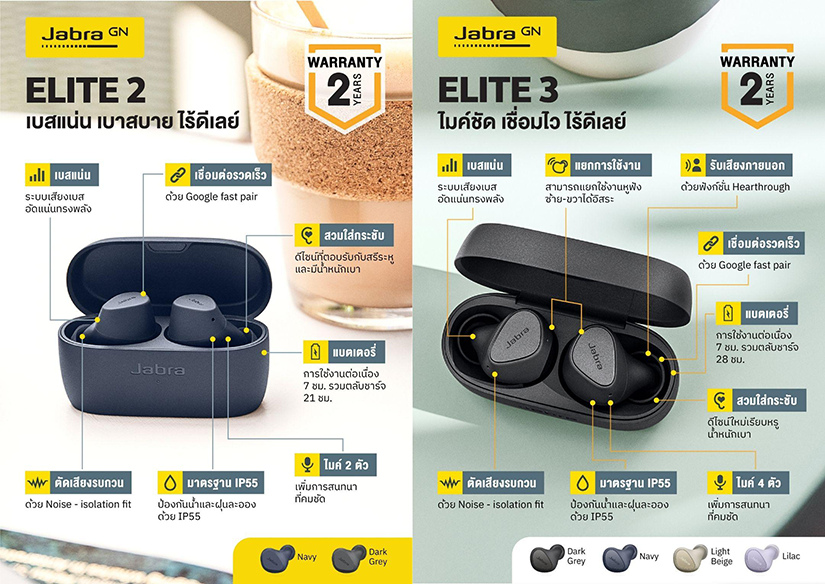 Jabra GN
ELITE 2
เบสแน่น เบาสบาย ไร้ดีเลย์
WARRANTY
2 YEARS
เบสแน่น
ระบบเสียงเบส
อัดแน่นทรงพลัง
เชื่อมต่อรวดเร็ว
ด้วย Google fast pair
สวมใส่กระชับ
ดีไซน์ที่ตอบรับกับสรีระหู
และมีน้ำหนักเบา
แบตเตอรี่
การใช้งานต่อเนื่อง
7 ชม. รวมตลับชาร์จ
21 ชม.
Jabra
ตัดเสียงรบกวน
ด้วย Noise - isolation fit
มาตรฐาน IP55
ป้องกันน้ำและฝุ่นละออง
ด้วย IP55
ไมค์ 2 ตัว
เพิ่มการสนทนา
ที่คมชัด
Navy
Dark
Grey
Jabra GN
ELITE 3
ไมค์ชัด เชื่อมไว ไร้ดีเลย์
WARRANTY
2 YEARS
เบสแน่น
ระบบเสียงเบส
อัดแน่นทรงพลัง
แยกการใช้งาน
สามารถแยกใช้งานหูฟัง
ซ้าย-ขวาได้อิสระ
รับเสียงภายนอก
ด้วยฟังก์ชั่น Hearthrough
เชื่อมต่อรวดเร็ว
ด้วย Google fast pair
แบตเตอรี่
การใช้งานต่อเนื่อง
7 ชม. รวมตลับชาร์จ
28 ชม.
Jabra
Jabra
สวมใส่กระชับ
ดีไซน์ใหม่เรียบหรู
น้ำหนักเบา
ตัดเสียงรบกวน
ด้วย Noise - isolation fit
มาตรฐาน IP55
ป้องกันน้ำและฝุ่นละออง
ด้วย IP55
ไมค์ 4 ตัว
เพิ่มการสนทนา
ที่คมชัด
Dark
Grey
Navy
Light
Beige
Lilac